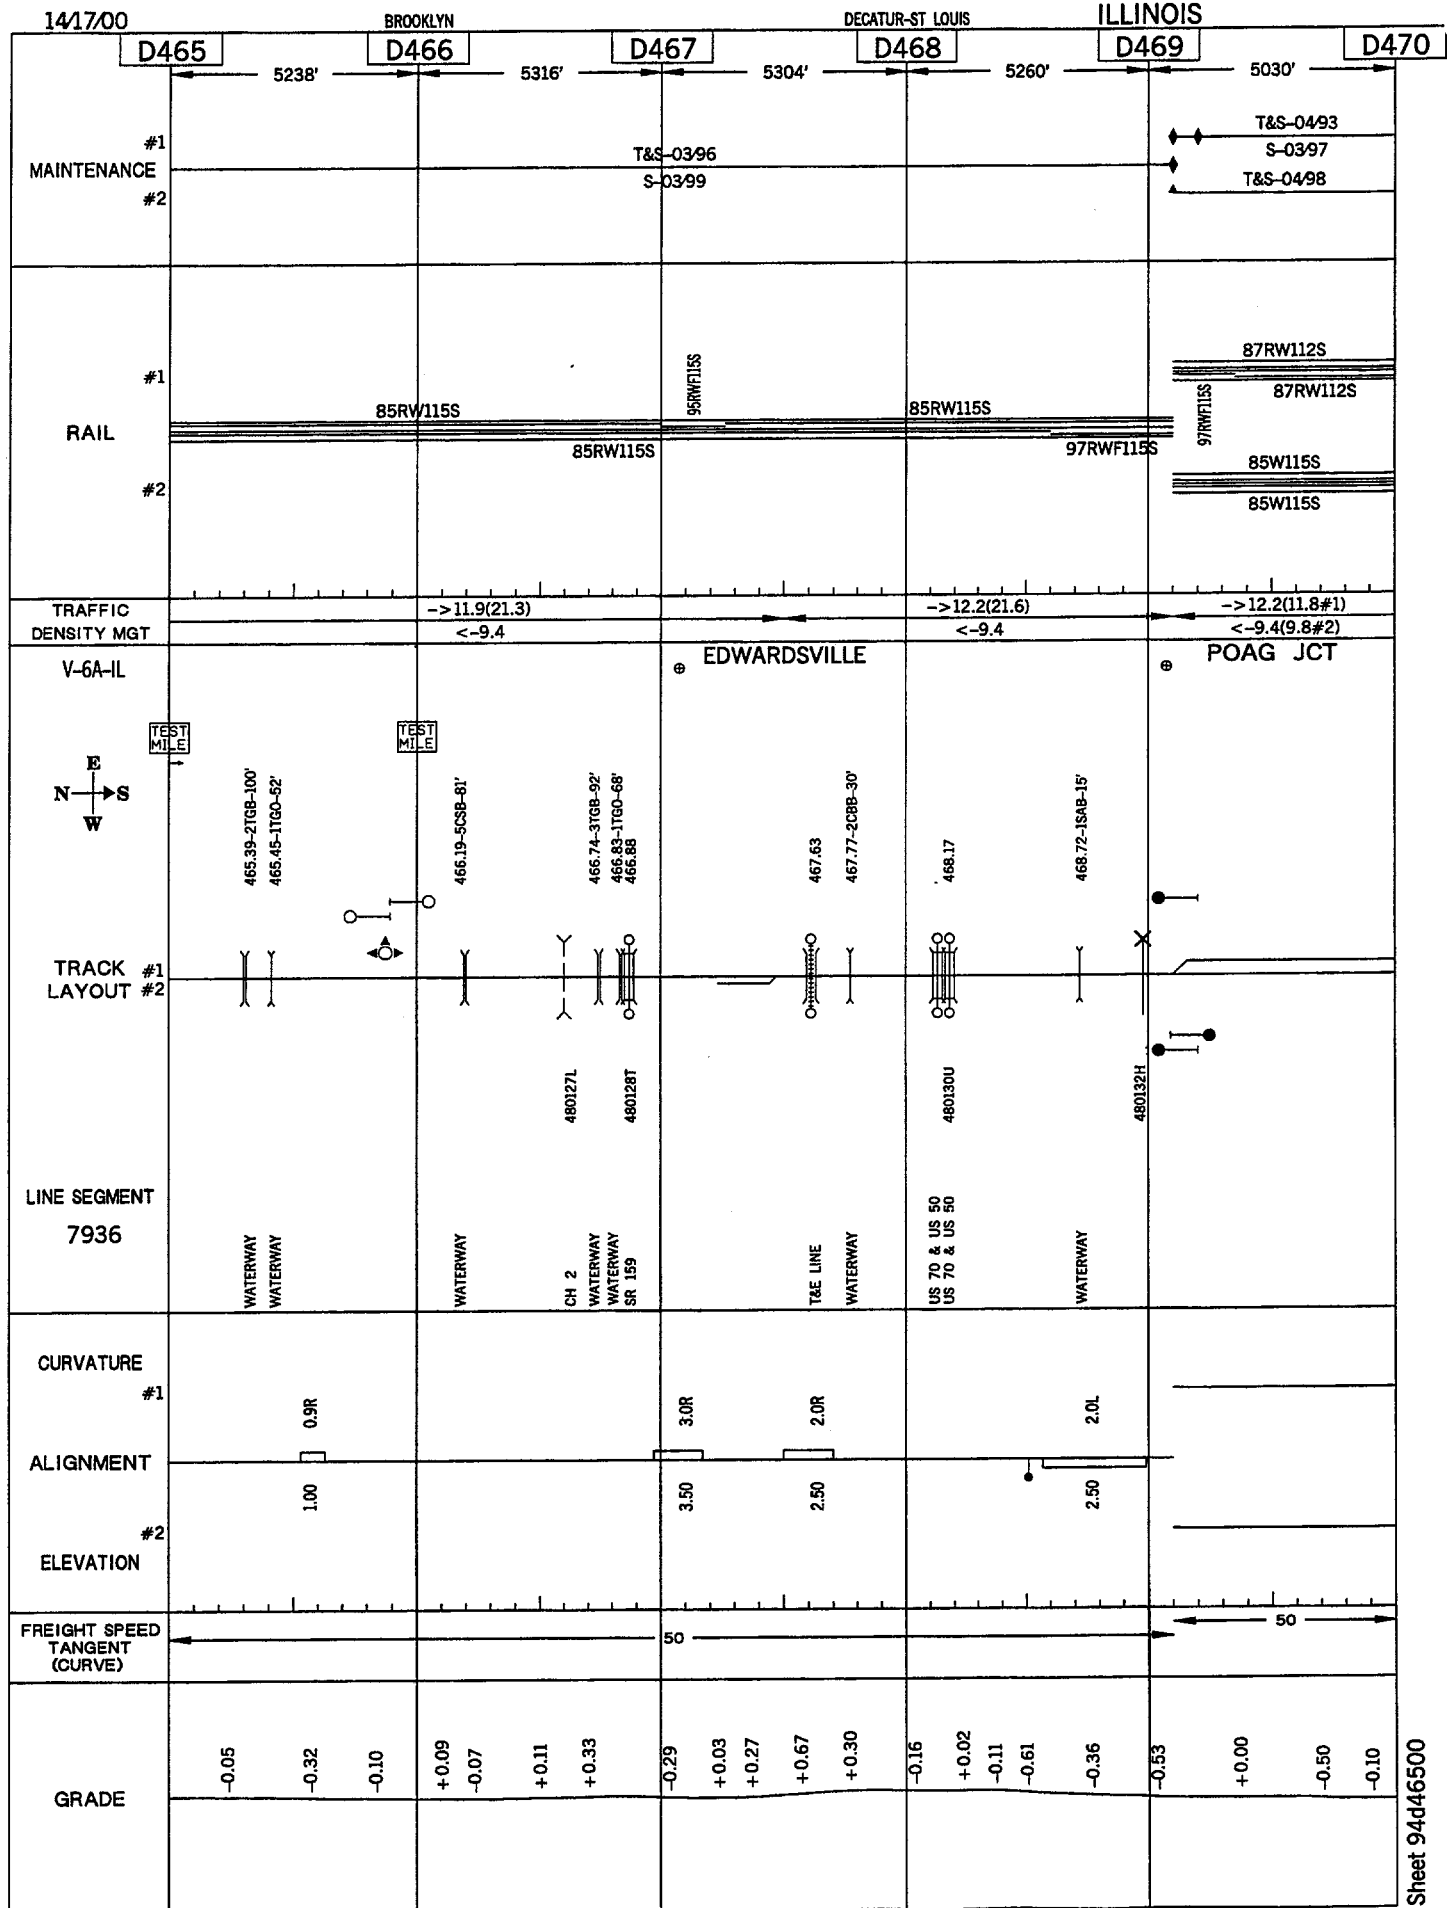 14/17/00 BROOKLYN DECATUR-ST LOUIS ILLINOIS
D465 D466 D467 D468 D469 D470
5238' 5316' 5304' 5260' 5030'
#1
MAINTENANCE
#2
T&S-03/96
S-03/99
T&S-04/93
S-03/97
T&S-04/98
#1
RAIL
#2
85RW115S
85RW115S
95RWF115S
85RW115S
97RWF115S
97RWF115S
87RW112S
87RW112S
85W115S
85W115S
TRAFFIC
DENSITY MGT
->11.9(21.3) ->12.2(21.6) ->12.2(11.8#1)
<-9.4 <-9.4 <-9.4(9.8#2)
V-6A-IL
EDWARDSVILLE
POAG JCT
TEST
MILE
TEST
MILE
E
N S
W
465.39-2TGB-100'
465.45-1TGO-52'
466.19-5CSB-81'
466.74-3TGB-92'
466.83-1TGO-68'
466.88
467.63
467.77-2CBB-30'
468.17
468.72-1SAB-15'
TRACK #1
LAYOUT #2
480127L
480128T
480130U
480132H
LINE SEGMENT
7936
WATERWAY
WATERWAY
WATERWAY
CH 2
WATERWAY
WATERWAY
SR 159
T&E LINE
WATERWAY
US 70 & US 50
US 70 & US 50
WATERWAY
CURVATURE
#1
0.9R
3.0R
2.0R
2.0L
ALIGNMENT
1.00
3.50
2.50
2.50
#2
ELEVATION
FREIGHT SPEED
TANGENT
(CURVE)
50
50
GRADE
-0.05
-0.32
-0.10
+0.09
-0.07
+0.11
+0.33
-0.29
+0.03
+0.27
+0.67
+0.30
-0.16
+0.02
-0.11
-0.61
-0.36
-0.53
+0.00
-0.50
-0.10
Sheet 94d46500